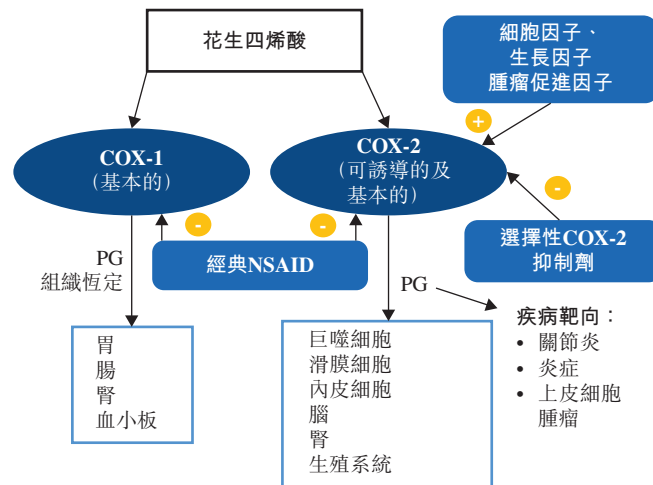 花生四烯酸
細胞因子、
生長因子
腫瘤促進因子
+
COX-1
(基本的)
COX-2
(可誘導的及
基本的)
-
-
-
經典NSAID
選擇性COX-2
抑制劑
PG
組織恆定
PG
胃
腸
腎
血小板
巨噬細胞
滑膜細胞
內皮細胞
腦
腎
生殖系統
疾病靶向：
• 關節炎
• 炎症
• 上皮細胞
腫瘤